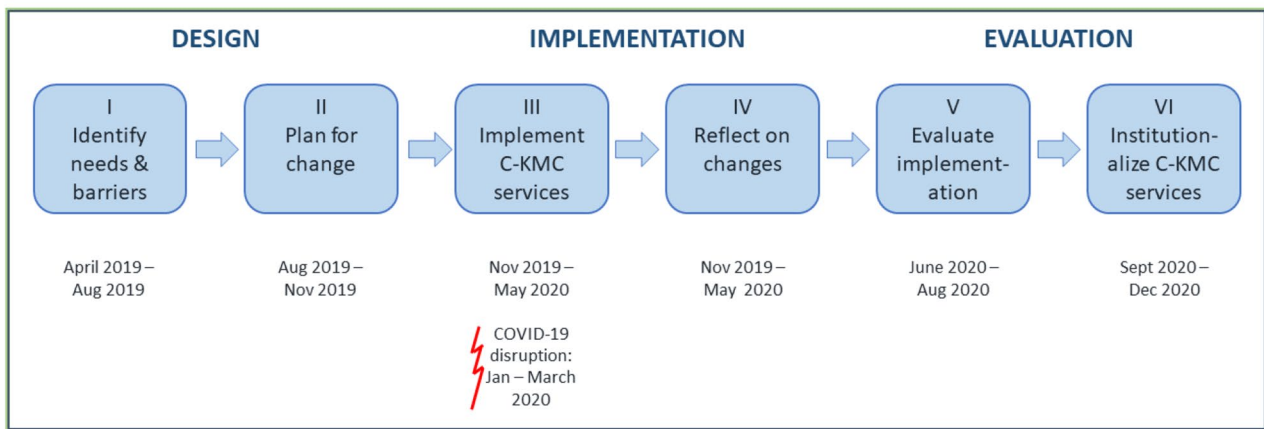 DESIGN
IMPLEMENTATION
EVALUATION
I
Identify
needs &
barriers
II
Plan for
change
III
Implement
C-KMC
services
IV
Reflect on
changes
V
Evaluate
implement-
ation
VI
Institution-
alize C-KMC
services
April 2019 –
Aug 2019
Aug 2019 –
Nov 2019
Nov 2019 –
May 2020
Nov 2019 –
May 2020
June 2020 –
Aug 2020
Sept 2020 –
Dec 2020
COVID-19
disruption:
Jan – March
2020